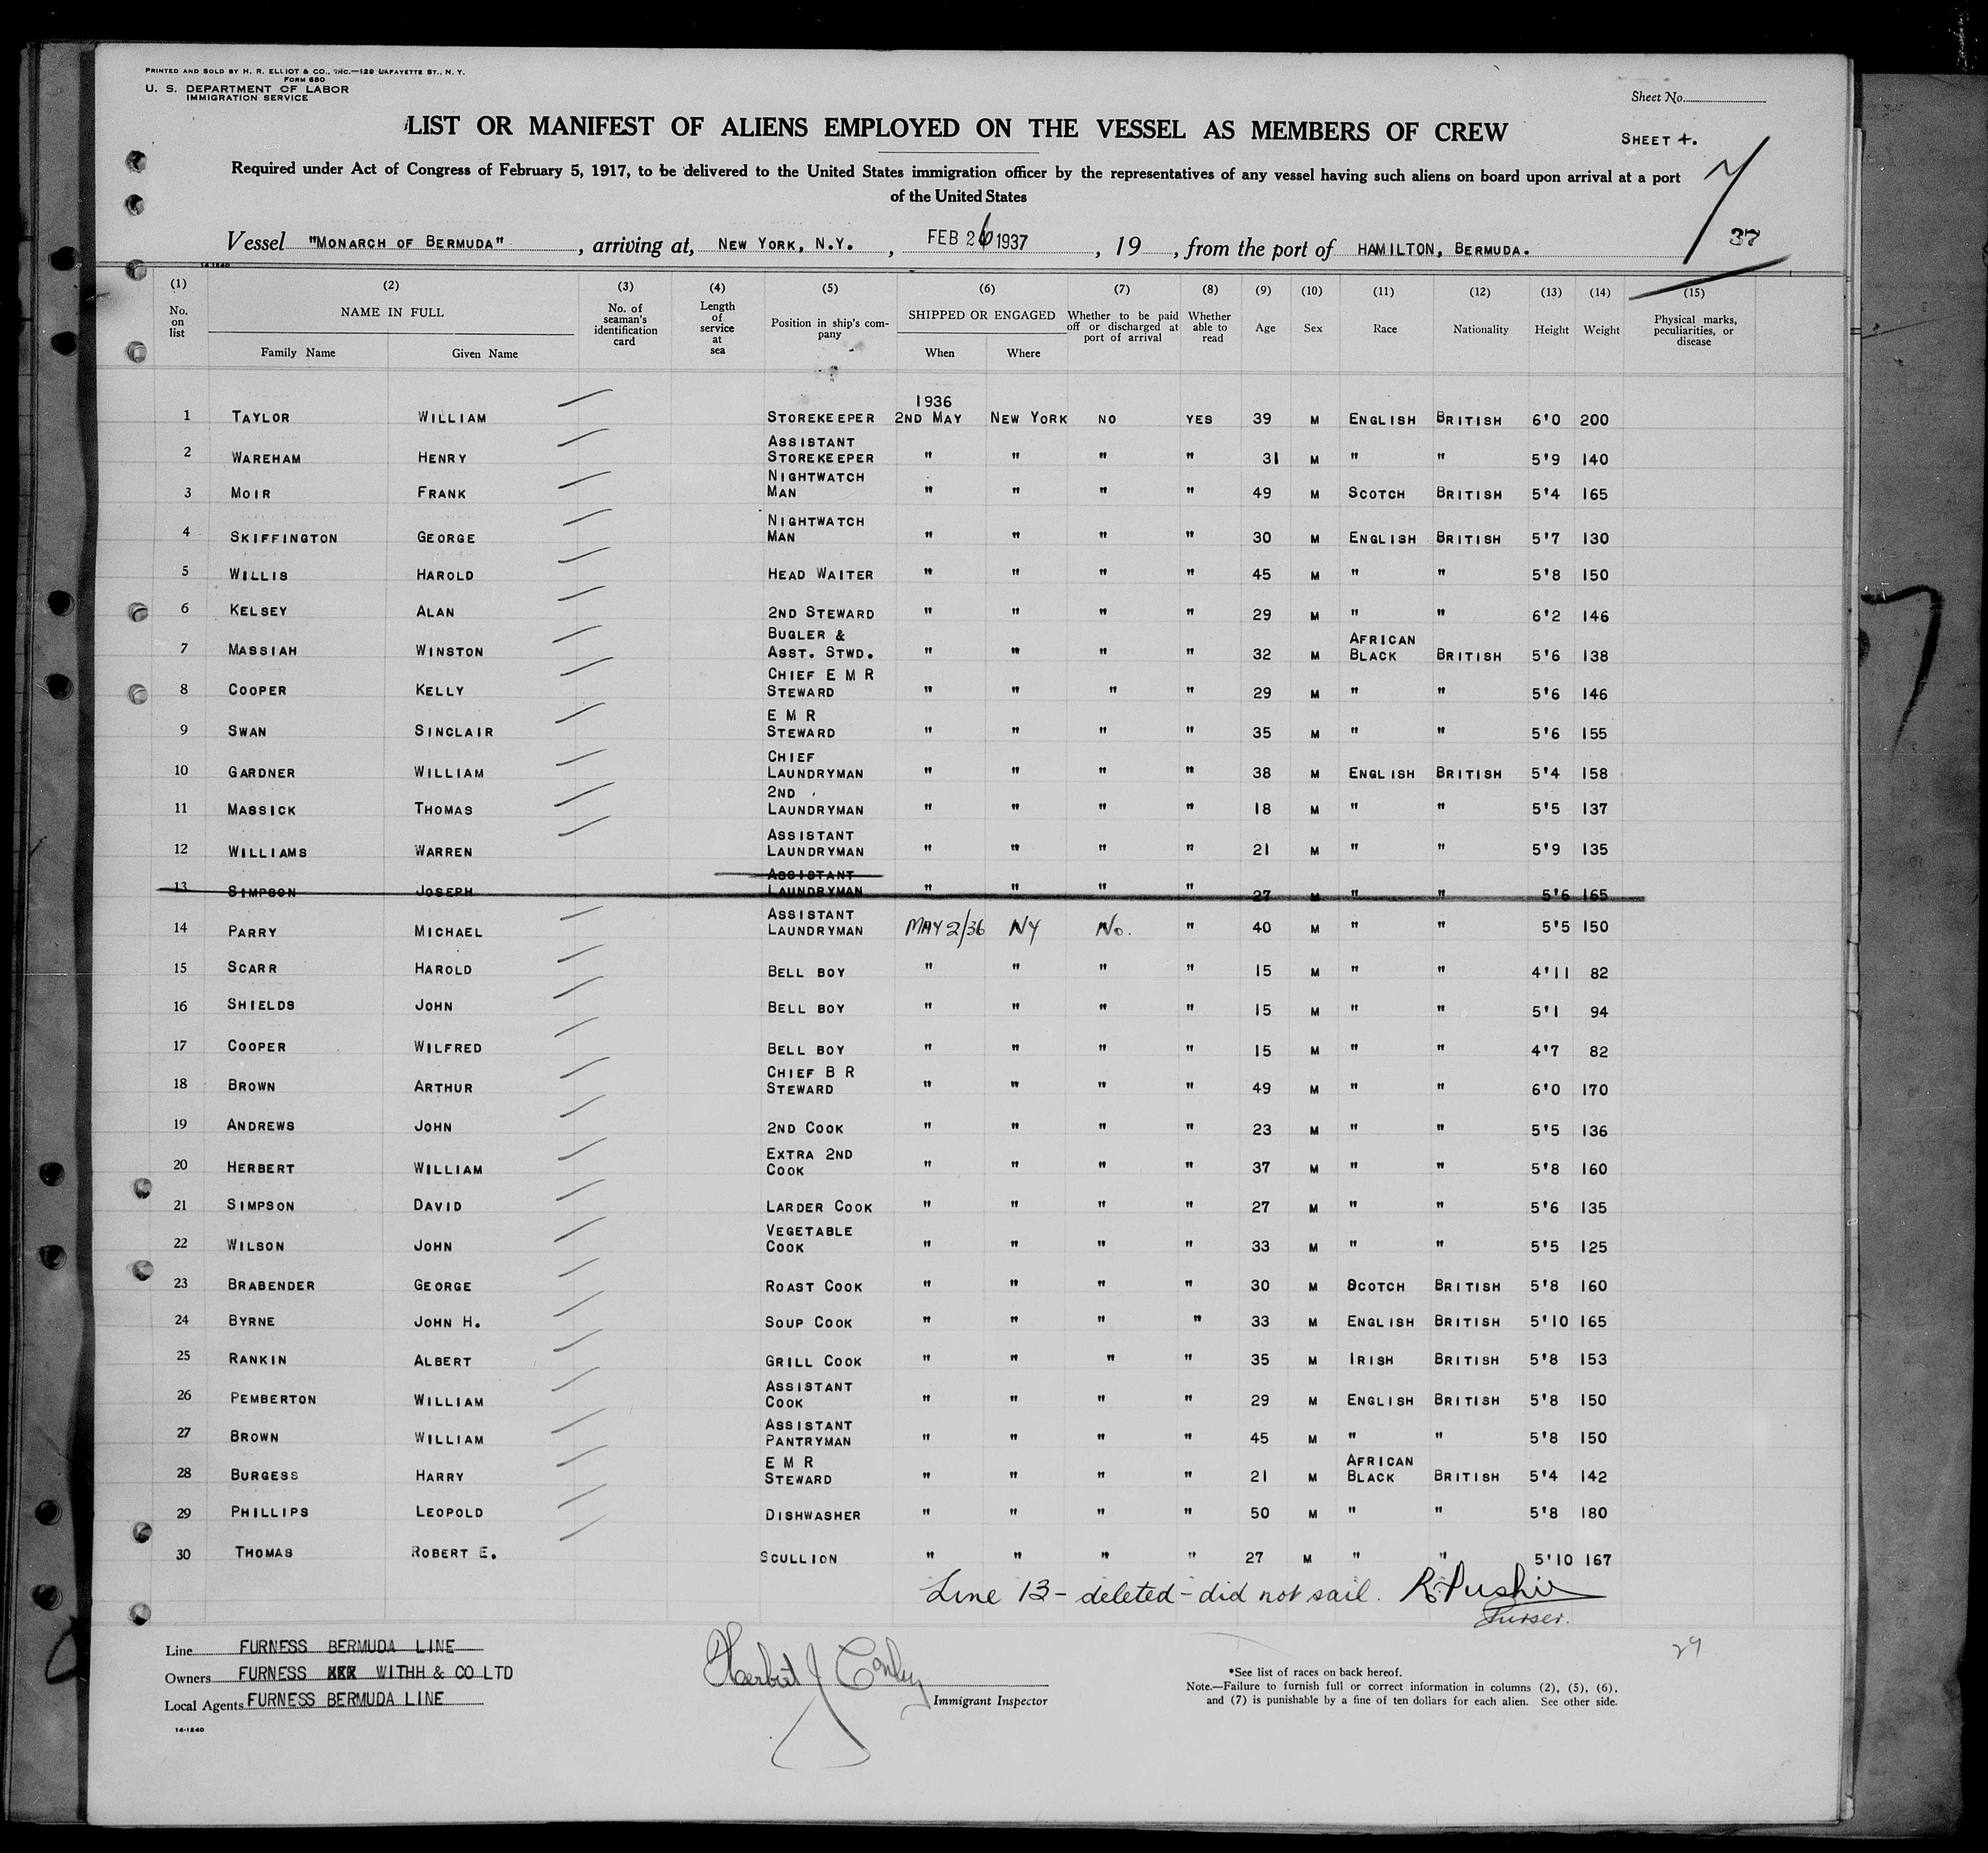 PRINTED AND SOLD BY H. R. ELLIOT & CO., INC.—129 LAFAYETTE ST., N. Y.
FORM 680
U. S. DEPARTMENT OF LABOR
IMMIGRATION SERVICE
Sheet No.
LIST OR MANIFEST OF ALIENS EMPLOYED ON THE VESSEL AS MEMBERS OF CREW
SHEET 4.
Required under Act of Congress of February 5, 1917, to be delivered to the United States immigration officer by the representatives of any vessel having such aliens on board upon arrival at a port
of the United States
Vessel "MONARCH OF BERMUDA", arriving at, NEW YORK, N.Y., FEB 26 1937, 19, from the port of HAMILTON, BERMUDA.
37
14-1240
(1) No. on list
(2) NAME IN FULL Family Name Given Name
(3) No. of seaman's identification card
(4) Length of service at sea
(5) Position in ship's company
(6) SHIPPED OR ENGAGED When Where
(7) Whether to be paid off or discharged at port of arrival
(8) Whether able to read
(9) Age
(10) Sex
(11) Race
(12) Nationality
(13) Height
(14) Weight
(15) Physical marks, peculiarities, or disease
1 TAYLOR WILLIAM STOREKEEPER 1936 2ND MAY NEW YORK NO YES 39 M ENGLISH BRITISH 6'0 200
2 WAREHAM HENRY ASSISTANT STOREKEEPER " " " " 31 M " " 5'9 140
3 MOIR FRANK NIGHTWATCH MAN " " " " 49 M SCOTCH BRITISH 5'4 165
4 SKIFFINGTON GEORGE NIGHTWATCH MAN " " " " 30 M ENGLISH BRITISH 5'7 130
5 WILLIS HAROLD HEAD WAITER " " " " 45 M " " 5'8 150
6 KELSEY ALAN 2ND STEWARD " " " " 29 M " " 6'2 146
7 MASSIAH WINSTON BUGLER & ASST. STWD. " " " " 32 M AFRICAN BLACK BRITISH 5'6 138
8 COOPER KELLY CHIEF E M R STEWARD " " " " 29 M " " 5'6 146
9 SWAN SINCLAIR E M R STEWARD " " " " 35 M " " 5'6 155
10 GARDNER WILLIAM CHIEF LAUNDRYMAN " " " " 38 M ENGLISH BRITISH 5'4 158
11 MASSICK THOMAS 2ND LAUNDRYMAN " " " " 18 M " " 5'5 137
12 WILLIAMS WARREN ASSISTANT LAUNDRYMAN " " " " 21 M " " 5'9 135
13 SIMPSON JOSEPH ASSISTANT LAUNDRYMAN " " " " 27 M " " 5'6 165
14 PARRY MICHAEL ASSISTANT LAUNDRYMAN MAY 2/36 NY No. " 40 M " " 5'5 150
15 SCARR HAROLD BELL BOY " " " " 15 M " " 4'11 82
16 SHIELDS JOHN BELL BOY " " " " 15 M " " 5'1 94
17 COOPER WILFRED BELL BOY " " " " 15 M " " 4'7 82
18 BROWN ARTHUR CHIEF B R STEWARD " " " " 49 M " " 6'0 170
19 ANDREWS JOHN 2ND COOK " " " " 23 M " " 5'5 136
20 HERBERT WILLIAM EXTRA 2ND COOK " " " " 37 M " " 5'8 160
21 SIMPSON DAVID LARDER COOK " " " " 27 M " " 5'6 135
22 WILSON JOHN VEGETABLE COOK " " " " 33 M " " 5'5 125
23 BRABENDER GEORGE ROAST COOK " " " " 30 M SCOTCH BRITISH 5'8 160
24 BYRNE JOHN H. SOUP COOK " " " " 33 M ENGLISH BRITISH 5'10 165
25 RANKIN ALBERT GRILL COOK " " " " 35 M IRISH BRITISH 5'8 153
26 PEMBERTON WILLIAM ASSISTANT COOK " " " " 29 M ENGLISH BRITISH 5'8 150
27 BROWN WILLIAM ASSISTANT PANTRYMAN " " " " 45 M " " 5'8 150
28 BURGESS HARRY E M R STEWARD " " " " 21 M AFRICAN BLACK BRITISH 5'4 142
29 PHILLIPS LEOPOLD DISHWASHER " " " " 50 M " " 5'8 180
30 THOMAS ROBERT E. SCULLION " " " " 27 M " " 5'10 167
Line 13 - deleted - did not sail. R. Pushie
Purser.
29
Line FURNESS BERMUDA LINE
Owners FURNESS XXX WITHH & CO LTD
Local Agents FURNESS BERMUDA LINE
Herbert J
Immigrant Inspector
*See list of races on back hereof.
Note.—Failure to furnish full or correct information in columns (2), (5), (6),
and (7) is punishable by a fine of ten dollars for each alien. See other side.
14-1240